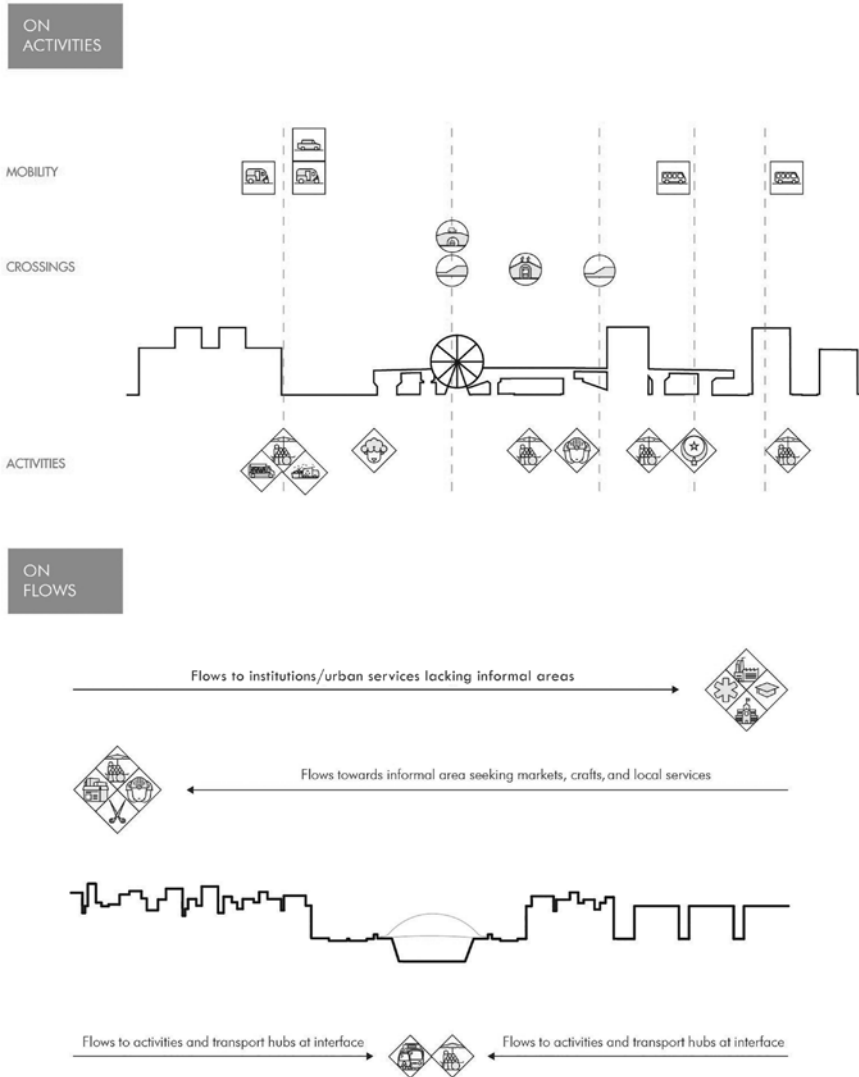 ON
ACTIVITIES
MOBILITY
CROSSINGS
ACTIVITIES
ON
FLOWS
Flows to institutions/urban services lacking informal areas
Flows towards informal area seeking markets, crafts, and local services
Flows to activities and transport hubs at interface
Flows to activities and transport hubs at interface